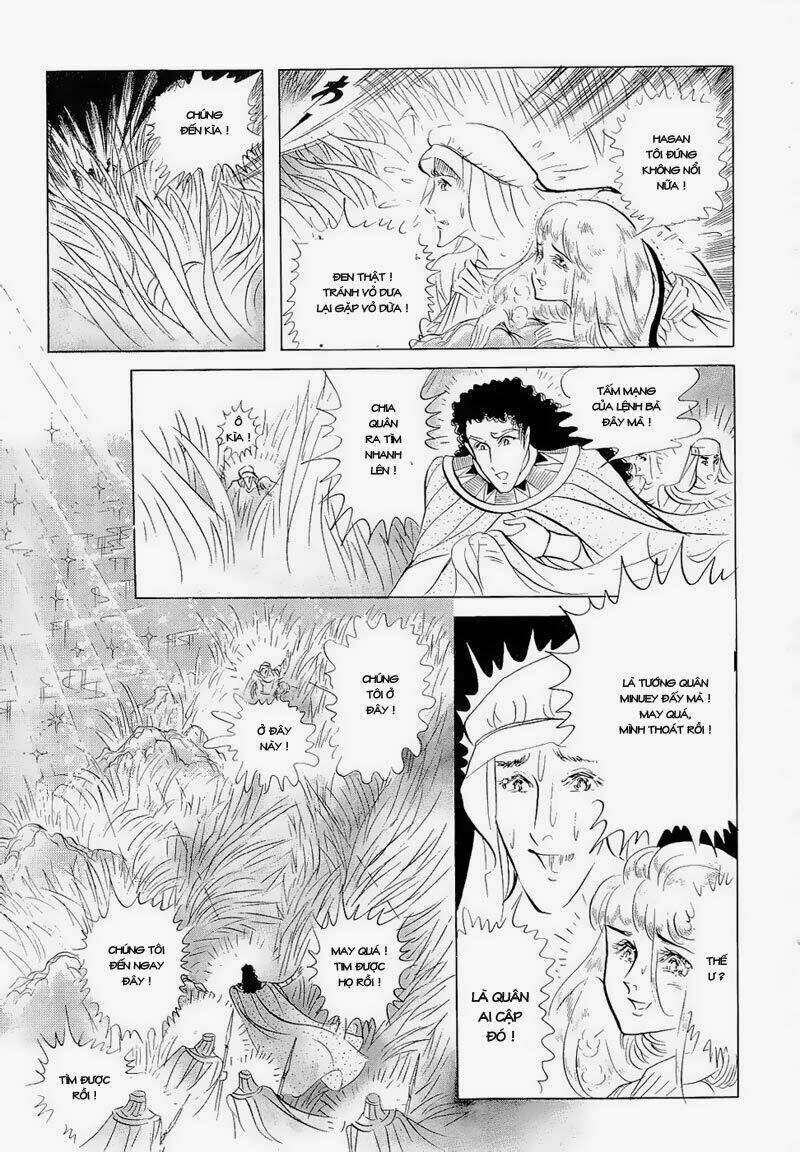 CHÚNG
ĐẾN KÌA !
HASAN
TÔI ĐỨNG
KHÔNG NỔI
NỮA !
ĐEN THẬT !
TRÁNH VỎ DƯA
LẠI GẶP VỎ DỪA !
Ô
KÌA !
CHIA
QUÂN
RA TÌM
NHANH
LÊN !
TẤM MẠNG
CỦA LỆNH BÀ
ĐÂY MÀ !
CHÚNG
TÔI Ở
ĐÂY !
Ở ĐÂY
NÀY !
LÀ TƯỚNG QUÂN
MINUEY ĐẤY MÀ !
MAY QUÁ,
MÌNH THOÁT RỒI !
THẾ
Ư ?
LÀ QUÂN
AI CẬP
ĐÓ !
CHÚNG TÔI
ĐẾN NGAY
ĐÂY !
MAY QUÁ !
TÌM ĐƯỢC
HỌ RỒI !
TÌM ĐƯỢC
RỒI !